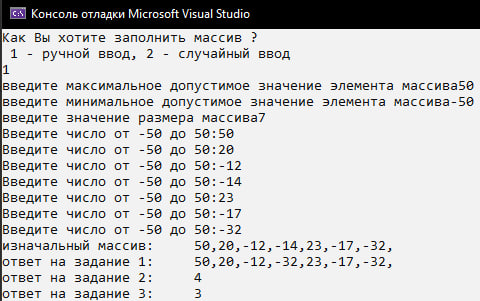 Консоль отладки Microsoft Visual Studio
Как Вы хотите заполнить массив ?
1 - ручной ввод, 2 - случайный ввод
1
введите максимальное допустимое значение элемента массива50
введите минимальное допустимое значение элемента массива-50
введите значение размера массива7
Введите число от -50 до 50:50
Введите число от -50 до 50:20
Введите число от -50 до 50:-12
Введите число от -50 до 50:-14
Введите число от -50 до 50:23
Введите число от -50 до 50:-17
Введите число от -50 до 50:-32
изначальный массив: 50,20,-12,-14,23,-17,-32,
ответ на задание 1: 50,20,-12,-32,23,-17,-32,
ответ на задание 2: 4
ответ на задание 3: 3